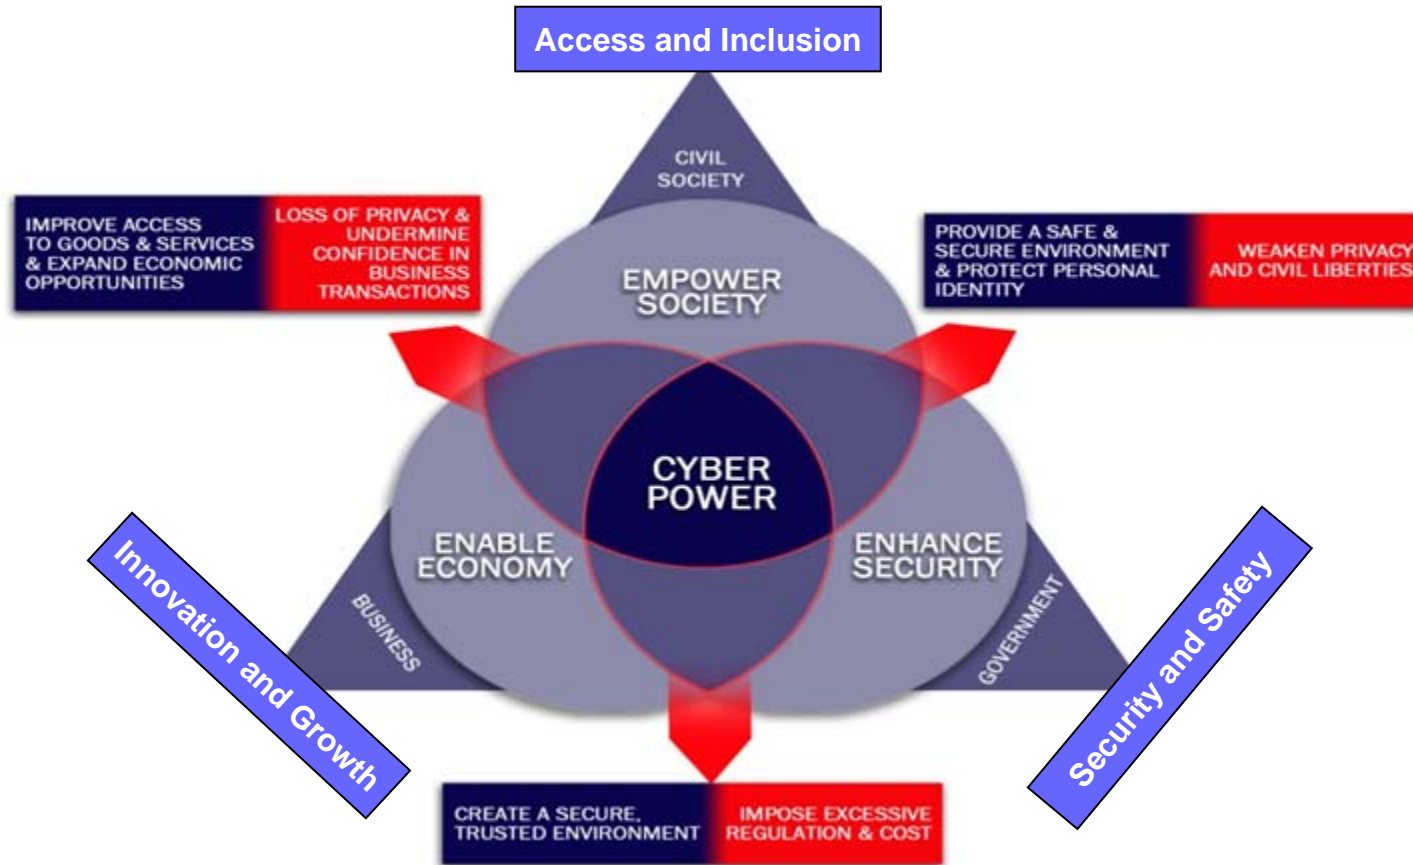 Access and Inclusion
CIVIL
SOCIETY
IMPROVE ACCESS
TO GOODS & SERVICES
& EXPAND ECONOMIC
OPPORTUNITIES
LOSS OF PRIVACY &
UNDERMINE
CONFIDENCE IN
BUSINESS
TRANSACTIONS
PROVIDE A SAFE &
SECURE ENVIRONMENT
& PROTECT PERSONAL
IDENTITY
WEAKEN PRIVACY
AND CIVIL LIBERTIES
EMPOWER
SOCIETY
CYBER
POWER
ENABLE
ECONOMY
ENHANCE
SECURITY
BUSINESS
GOVERNMENT
Innovation and Growth
Security and Safety
CREATE A SECURE,
TRUSTED ENVIRONMENT
IMPOSE EXCESSIVE
REGULATION & COST